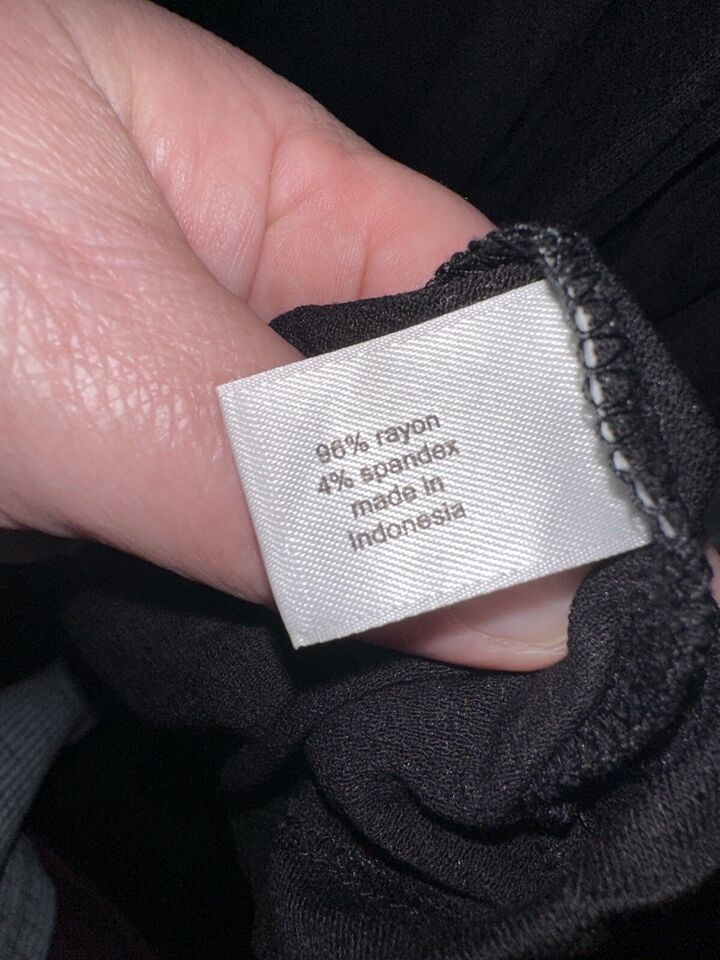 96% rayon
4% spandex
made in
Indonesia